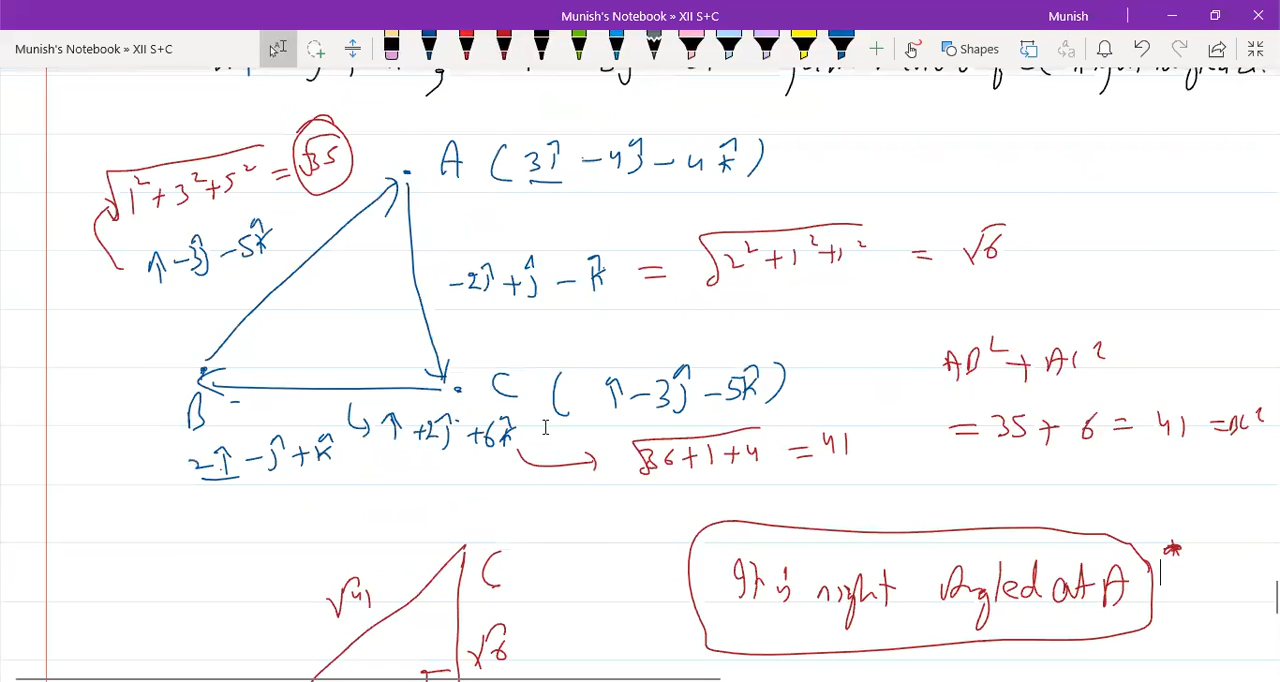 Munish's Notebook » XII S+C
Munish
Munish's Notebook » XII S+C
Shapes
√1²+3²+5² = √35
A ( 3î - 4ĵ - 4k̂ )
î - 3ĵ - 5k̂
-2î + ĵ - k̂ = √2²+1²+1² = √6
AB² + AC²
= 35 + 6 = 41 = BC²
C ( î - 3ĵ - 5k̂ )
B
î + 2ĵ + 6k̂
√36+1+4 = 41
2î - ĵ + k̂
It is right Angled at A *
C
√41
√6